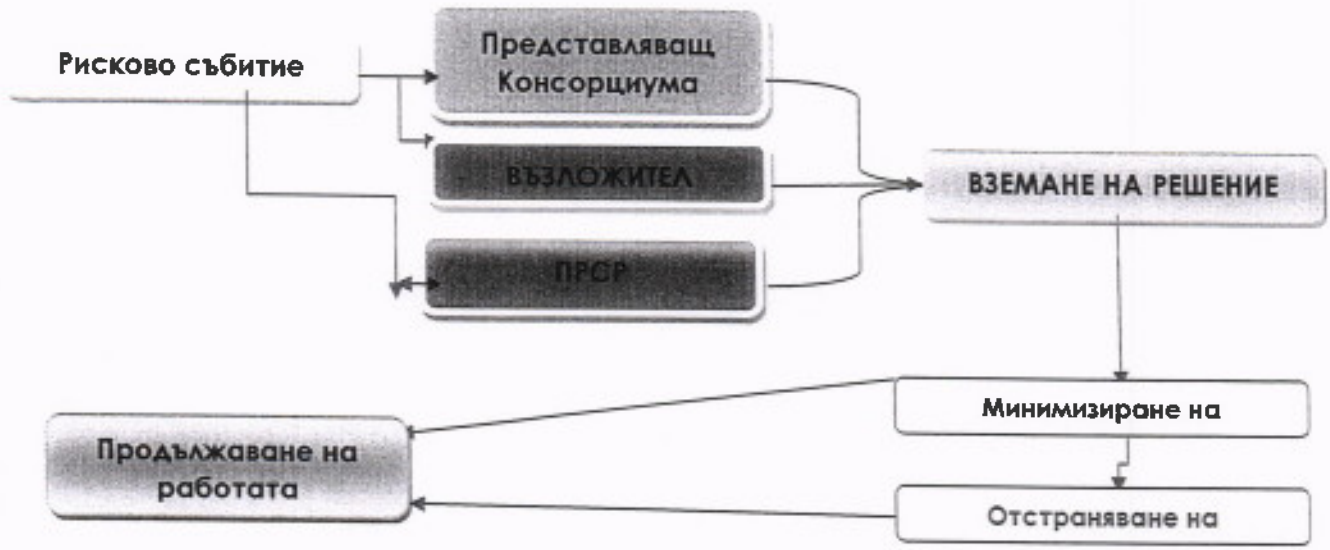 Рисково събитие
Представляващ
Консорциума
ВЪЗЛОЖИТЕЛ
ПРСР
ВЗЕМАНЕ НА РЕШЕНИЕ
Минимизиране на
Продължаване на
работата
Отстраняване на